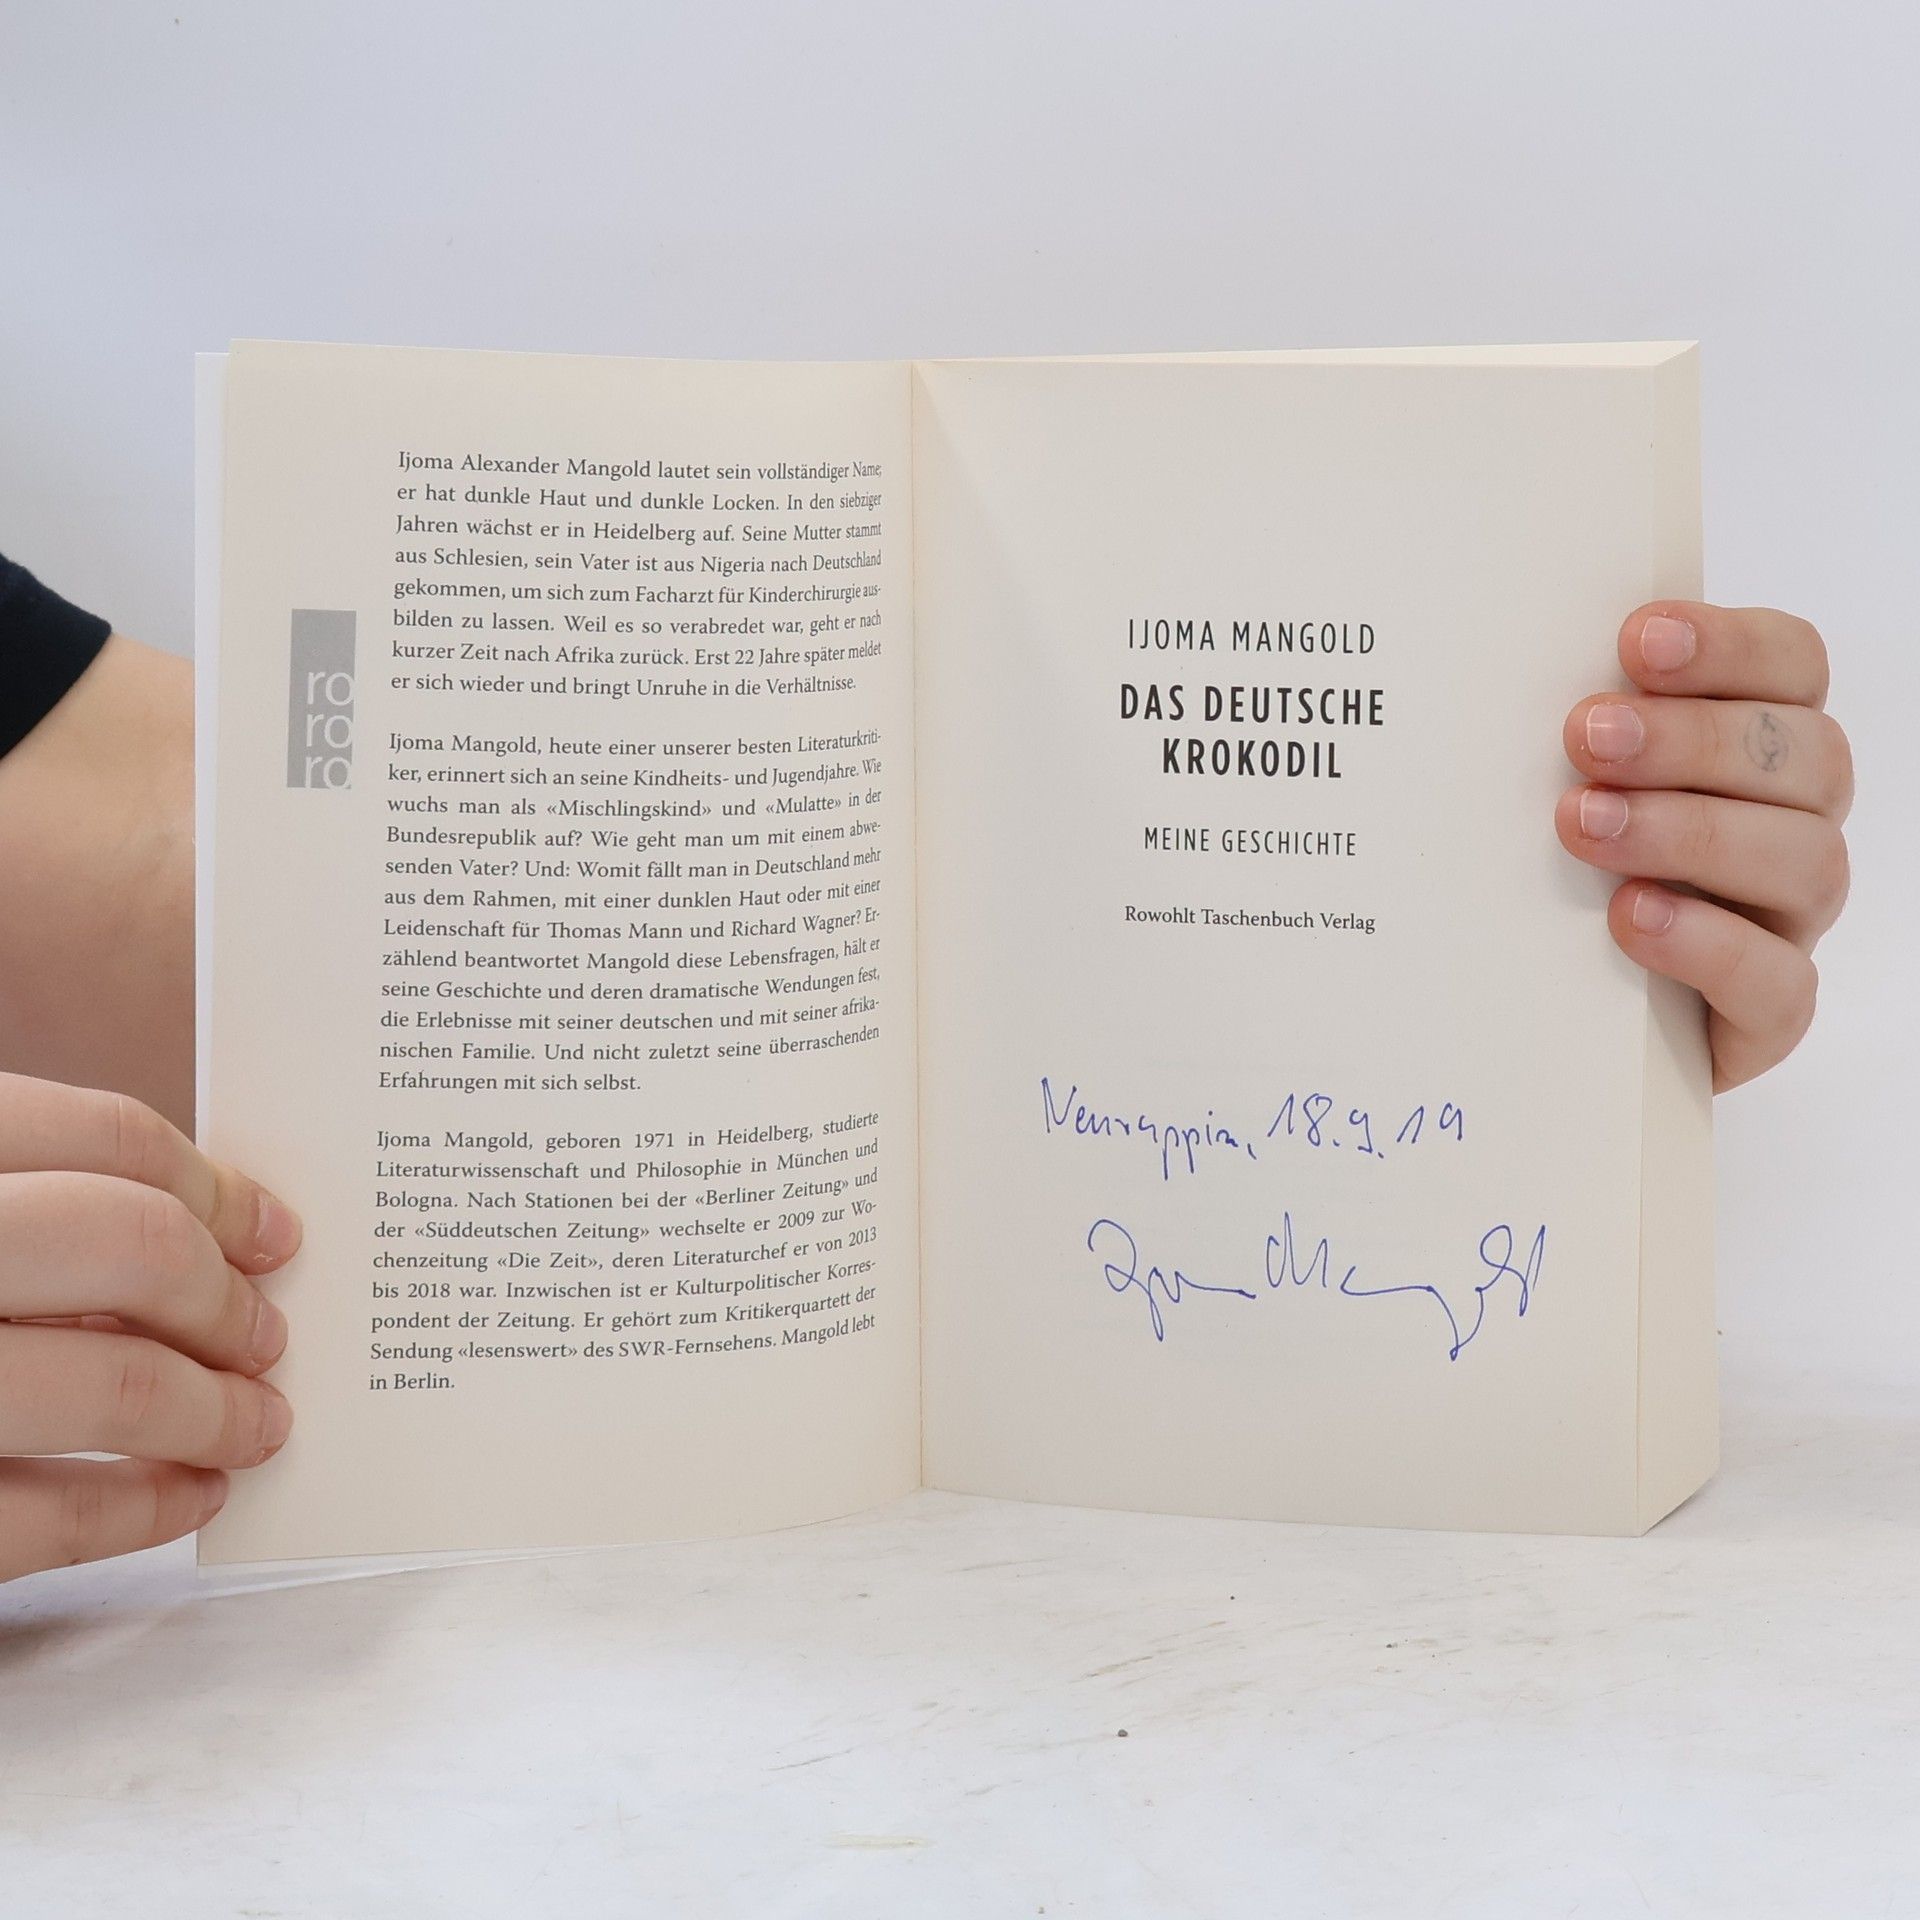 Ijoma Alexander Mangold lautet sein vollständiger Name;
er hat dunkle Haut und dunkle Locken. In den siebziger
Jahren wächst er in Heidelberg auf. Seine Mutter stammt
aus Schlesien, sein Vater ist aus Nigeria nach Deutschland
gekommen, um sich zum Facharzt für Kinderchirurgie aus-
bilden zu lassen. Weil es so verabredet war, geht er nach
kurzer Zeit nach Afrika zurück. Erst 22 Jahre später meldet
er sich wieder und bringt Unruhe in die Verhältnisse.
ro
ro
ro
Ijoma Mangold, heute einer unserer besten Literaturkriti-
ker, erinnert sich an seine Kindheits- und Jugendjahre. Wie
wuchs man als «Mischlingskind» und «Mulatte» in der
Bundesrepublik auf? Wie geht man um mit einem abwe-
senden Vater? Und: Womit fällt man in Deutschland mehr
aus dem Rahmen, mit einer dunklen Haut oder mit einer
Leidenschaft für Thomas Mann und Richard Wagner? Er-
zählend beantwortet Mangold diese Lebensfragen, hält er
seine Geschichte und deren dramatische Wendungen fest,
die Erlebnisse mit seiner deutschen und mit seiner afrika-
nischen Familie. Und nicht zuletzt seine überraschenden
Erfahrungen mit sich selbst.
Ijoma Mangold, geboren 1971 in Heidelberg, studierte
Literaturwissenschaft und Philosophie in München und
Bologna. Nach Stationen bei der «Berliner Zeitung» und
der «Süddeutschen Zeitung» wechselte er 2009 zur Wo-
chenzeitung «Die Zeit», deren Literaturchef er von 2013
bis 2018 war. Inzwischen ist er Kulturpolitischer Korres-
pondent der Zeitung. Er gehört zum Kritikerquartett der
Sendung «lesenswert» des SWR-Fernsehens. Mangold lebt
in Berlin.
IJOMA MANGOLD
DAS DEUTSCHE
KROKODIL
MEINE GESCHICHTE
Rowohlt Taschenbuch Verlag
Neuruppin, 18.9.19
Ijoma Mangold